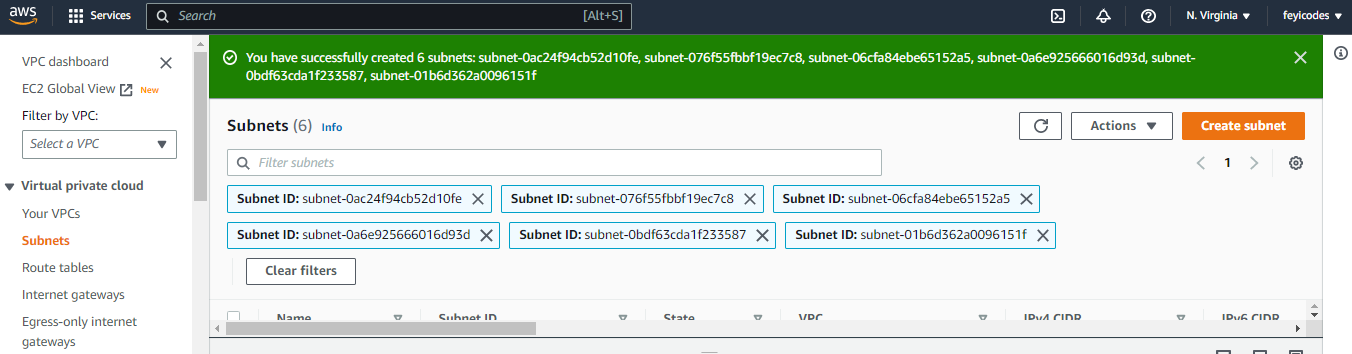 aws Services Search [Alt+S] N. Virginia feyicodes
VPC dashboard
EC2 Global View New
Filter by VPC:
Select a VPC
Virtual private cloud
Your VPCs
Subnets
Route tables
Internet gateways
Egress-only internet
gateways
You have successfully created 6 subnets: subnet-0ac24f94cb52d10fe, subnet-076f55fbbf19ec7c8, subnet-06cfa84ebe65152a5, subnet-0a6e925666016d93d, subnet-
0bdf63cda1f233587, subnet-01b6d362a0096151f
Subnets (6) Info Actions Create subnet
Filter subnets 1
Subnet ID: subnet-0ac24f94cb52d10fe Subnet ID: subnet-076f55fbbf19ec7c8 Subnet ID: subnet-06cfa84ebe65152a5
Subnet ID: subnet-0a6e925666016d93d Subnet ID: subnet-0bdf63cda1f233587 Subnet ID: subnet-01b6d362a0096151f
Clear filters
Name Subnet ID State VPC IPv4 CIDR IPv6 CIDR